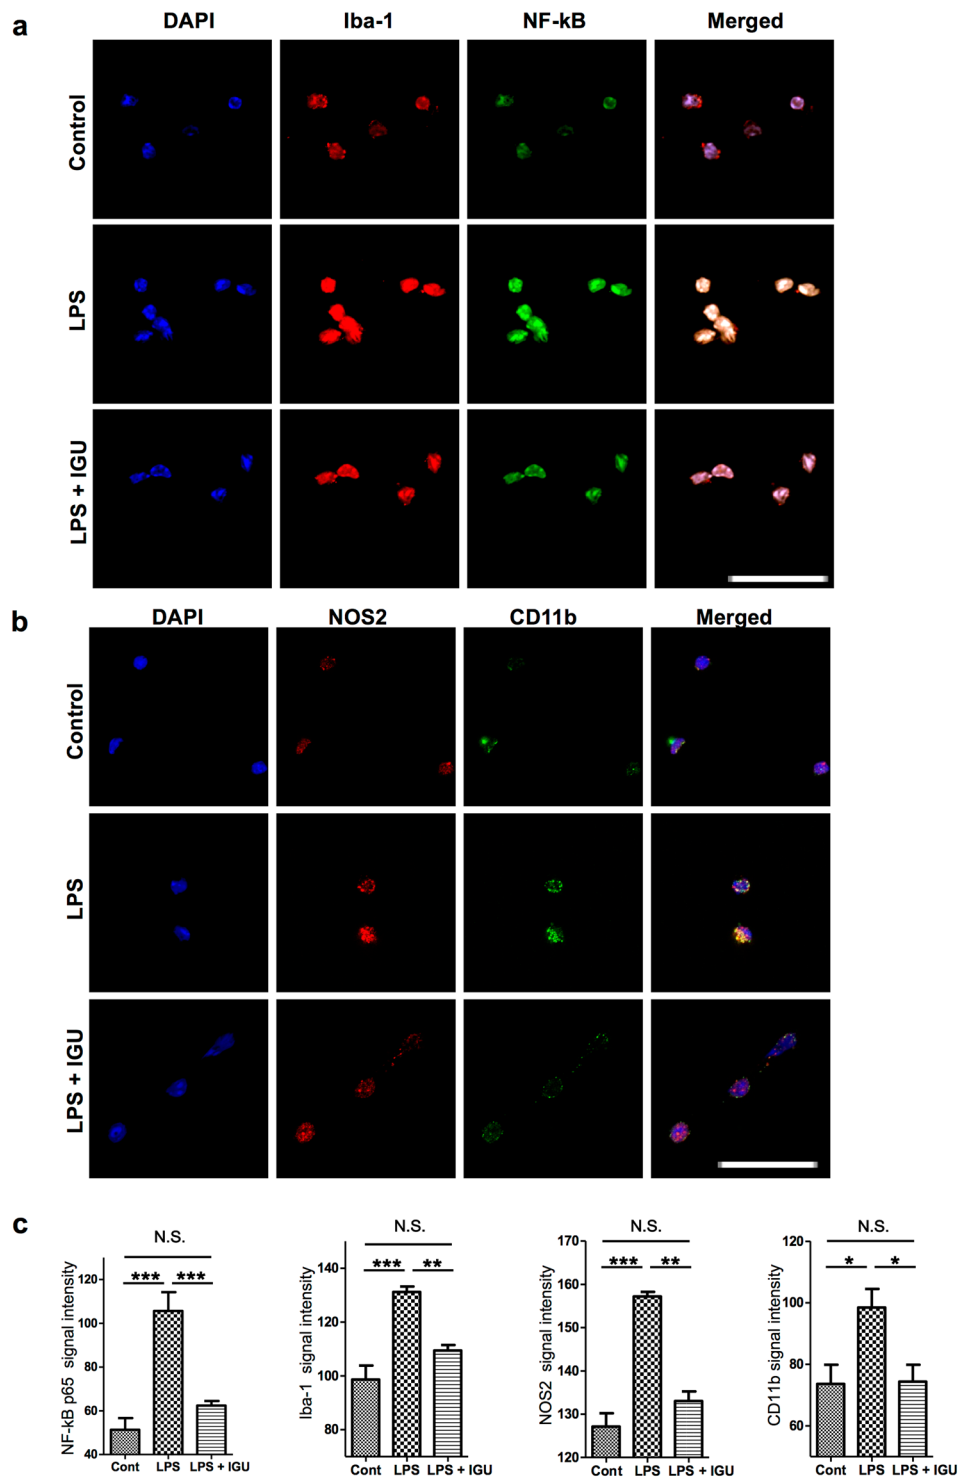 a
DAPI Iba-1 NF-kB Merged
Control
LPS
LPS + IGU
b
DAPI NOS2 CD11b Merged
Control
LPS
LPS + IGU
c
N.S.
*** ***
NF-kB p65 signal intensity
120
100
80
60
40
Cont LPS LPS + IGU
N.S.
*** **
Iba-1 signal intensity
140
120
100
80
Cont LPS LPS + IGU
N.S.
*** **
NOS2 signal intensity
170
160
150
140
130
120
Cont LPS LPS + IGU
N.S.
* *
CD11b signal intensity
120
100
80
60
Cont LPS LPS + IGU